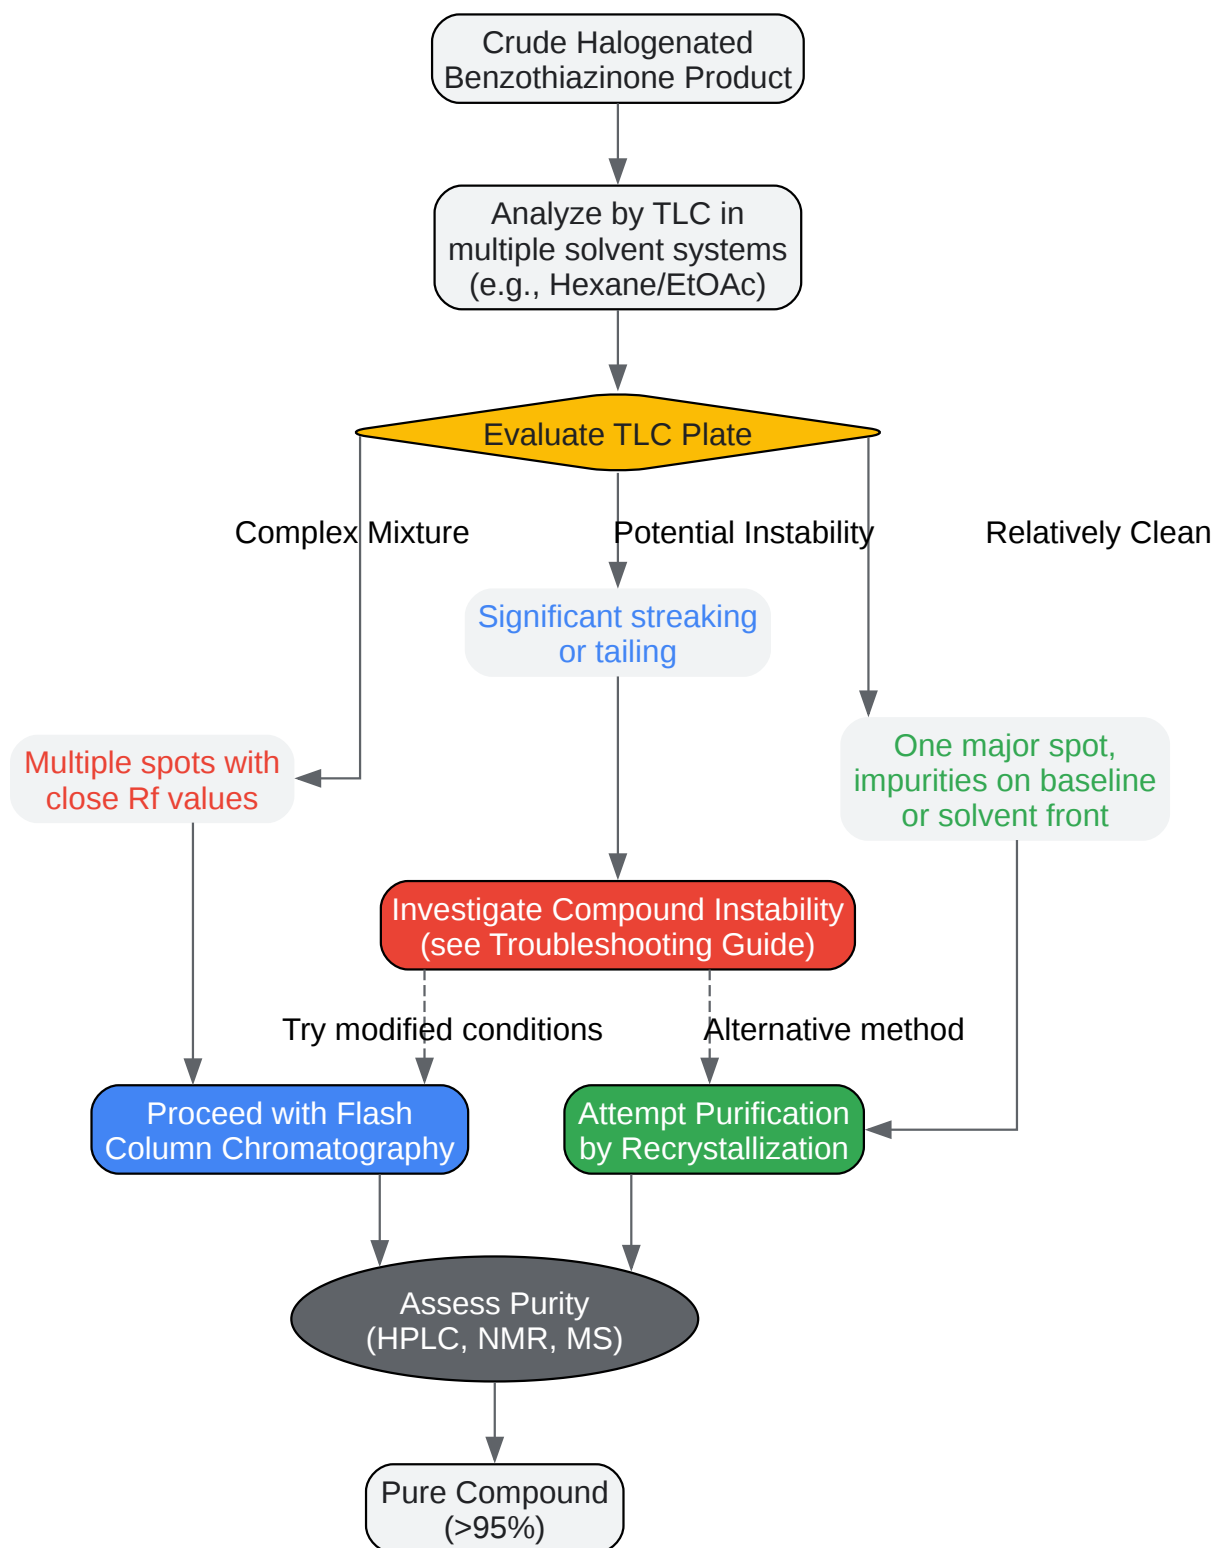 Crude Halogenated
Benzothiazinone Product
Analyze by TLC in
multiple solvent systems
(e.g., Hexane/EtOAc)
Evaluate TLC Plate
Complex Mixture
Potential Instability
Relatively Clean
Significant streaking
or tailing
Multiple spots with
close Rf values
One major spot,
impurities on baseline
or solvent front
Investigate Compound Instability
(see Troubleshooting Guide)
Try modified conditions
Alternative method
Proceed with Flash
Column Chromatography
Attempt Purification
by Recrystallization
Assess Purity
(HPLC, NMR, MS)
Pure Compound
(>95%)